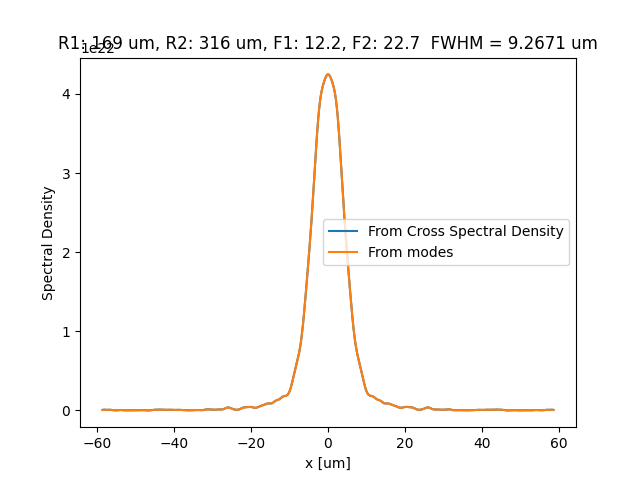 R1: 169 um, R2: 316 um, F1: 12.2, F2: 22.7  FWHM = 9.2671 um
1e22
4
3
2
1
0
Spectral Density
From Cross Spectral Density
From modes
−60 −40 −20 0 20 40 60
x [um]